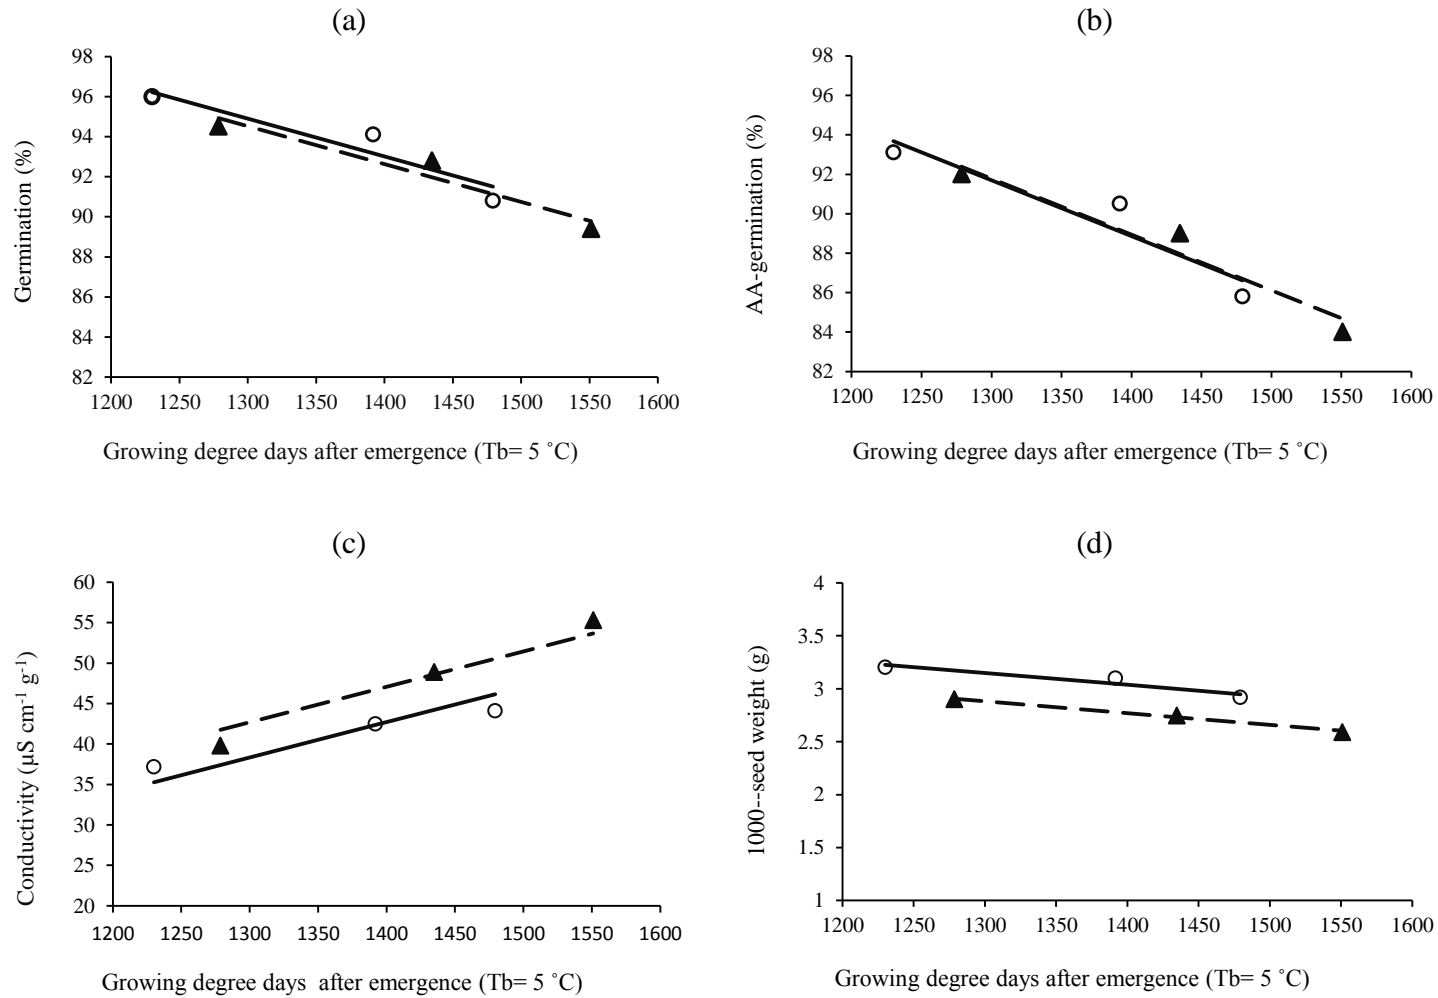 (a)
98
96
94
92
90
88
86
84
82
Germination (%)
1200 1250 1300 1350 1400 1450 1500 1550 1600
Growing degree days after emergence (Tb= 5 ˚C)
(b)
98
96
94
92
90
88
86
84
82
AA-germination (%)
1200 1250 1300 1350 1400 1450 1500 1550 1600
Growing degree days after emergence (Tb= 5 ˚C)
(c)
60
55
50
45
40
35
30
25
20
Conductivity (µS cm⁻¹ g⁻¹)
1200 1250 1300 1350 1400 1450 1500 1550 1600
Growing degree days after emergence (Tb= 5 ˚C)
(d)
4
3.5
3
2.5
2
1.5
1
1000--seed weight (g)
1200 1250 1300 1350 1400 1450 1500 1550 1600
Growing degree days after emergence (Tb= 5 ˚C)